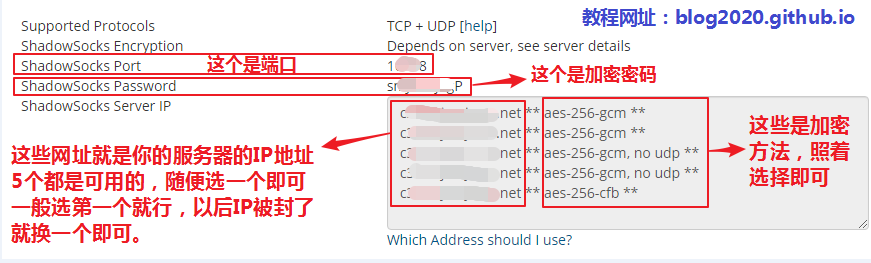 教程网址：blog2020.github.io
Supported Protocols TCP + UDP [help]
ShadowSocks Encryption Depends on server, see server details
ShadowSocks Port 这个是端口 1 8
ShadowSocks Password sn gP 这个是加密密码
ShadowSocks Server IP
c .net ** aes-256-gcm **
c .net ** aes-256-gcm **
c3 .net ** aes-256-gcm, no udp **
c3 .net ** aes-256-gcm, no udp **
c3 .net ** aes-256-cfb **
这些网址就是你的服务器的IP地址
5个都是可用的，随便选一个即可
一般选第一个就行，以后IP被封了
就换一个即可。
这些是加密
方法，照着
选择即可
Which Address should I use?